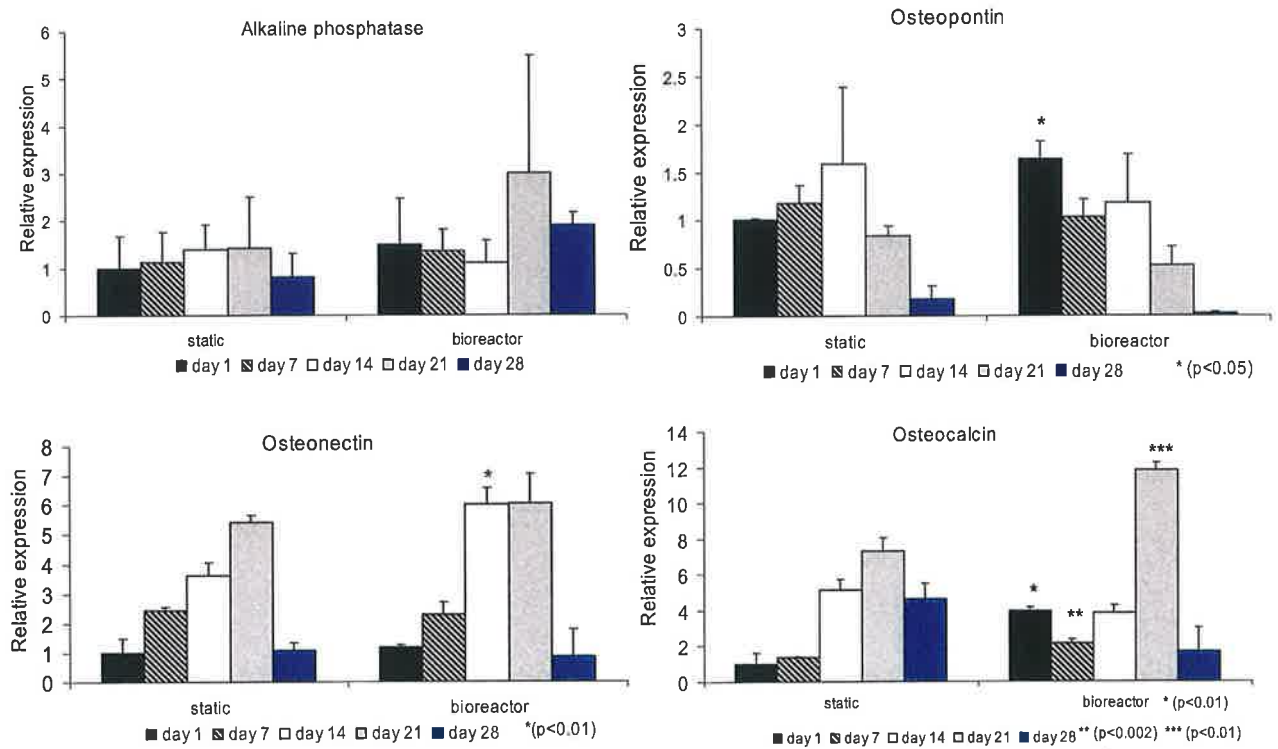 Alkaline phosphatase
Relative expression
6
5
4
3
2
1
0
static bioreactor
day 1 day 7 day 14 day 21 day 28
Osteopontin
Relative expression
3
2.5
2
1.5
1
0.5
0
*
static bioreactor
day 1 day 7 day 14 day 21 day 28 * (p<0.05)
Osteonectin
Relative expression
8
7
6
5
4
3
2
1
0
*
static bioreactor
day 1 day 7 day 14 day 21 day 28 *(p<0.01)
Osteocalcin
Relative expression
14
12
10
8
6
4
2
0
***
*
**
static bioreactor * (p<0.01)
day 1 day 7 day 14 day 21 day 28 ** (p<0.002) *** (p<0.01)